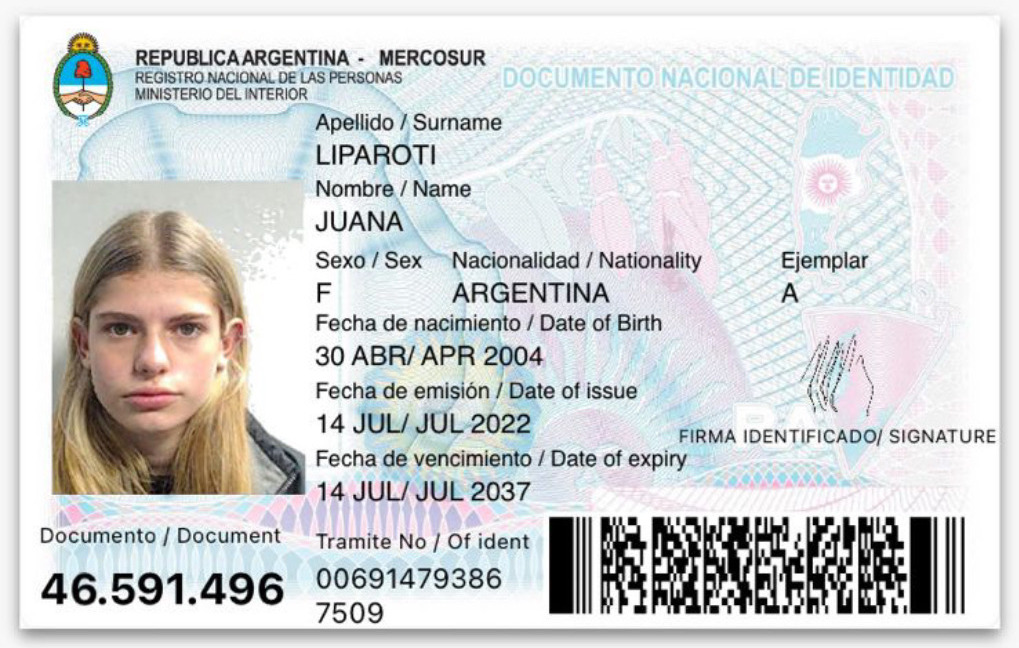 REPUBLICA ARGENTINA - MERCOSUR
REGISTRO NACIONAL DE LAS PERSONAS
MINISTERIO DEL INTERIOR
DOCUMENTO NACIONAL DE IDENTIDAD
Apellido / Surname
LIPAROTI
Nombre / Name
JUANA
Sexo / Sex Nacionalidad / Nationality Ejemplar
F ARGENTINA A
Fecha de nacimiento / Date of Birth
30 ABR/ APR 2004
Fecha de emisión / Date of issue
14 JUL/ JUL 2022
FIRMA IDENTIFICADO/ SIGNATURE
Fecha de vencimiento / Date of expiry
14 JUL/ JUL 2037
Documento / Document
46.591.496
Tramite No / Of ident
00691479386
7509